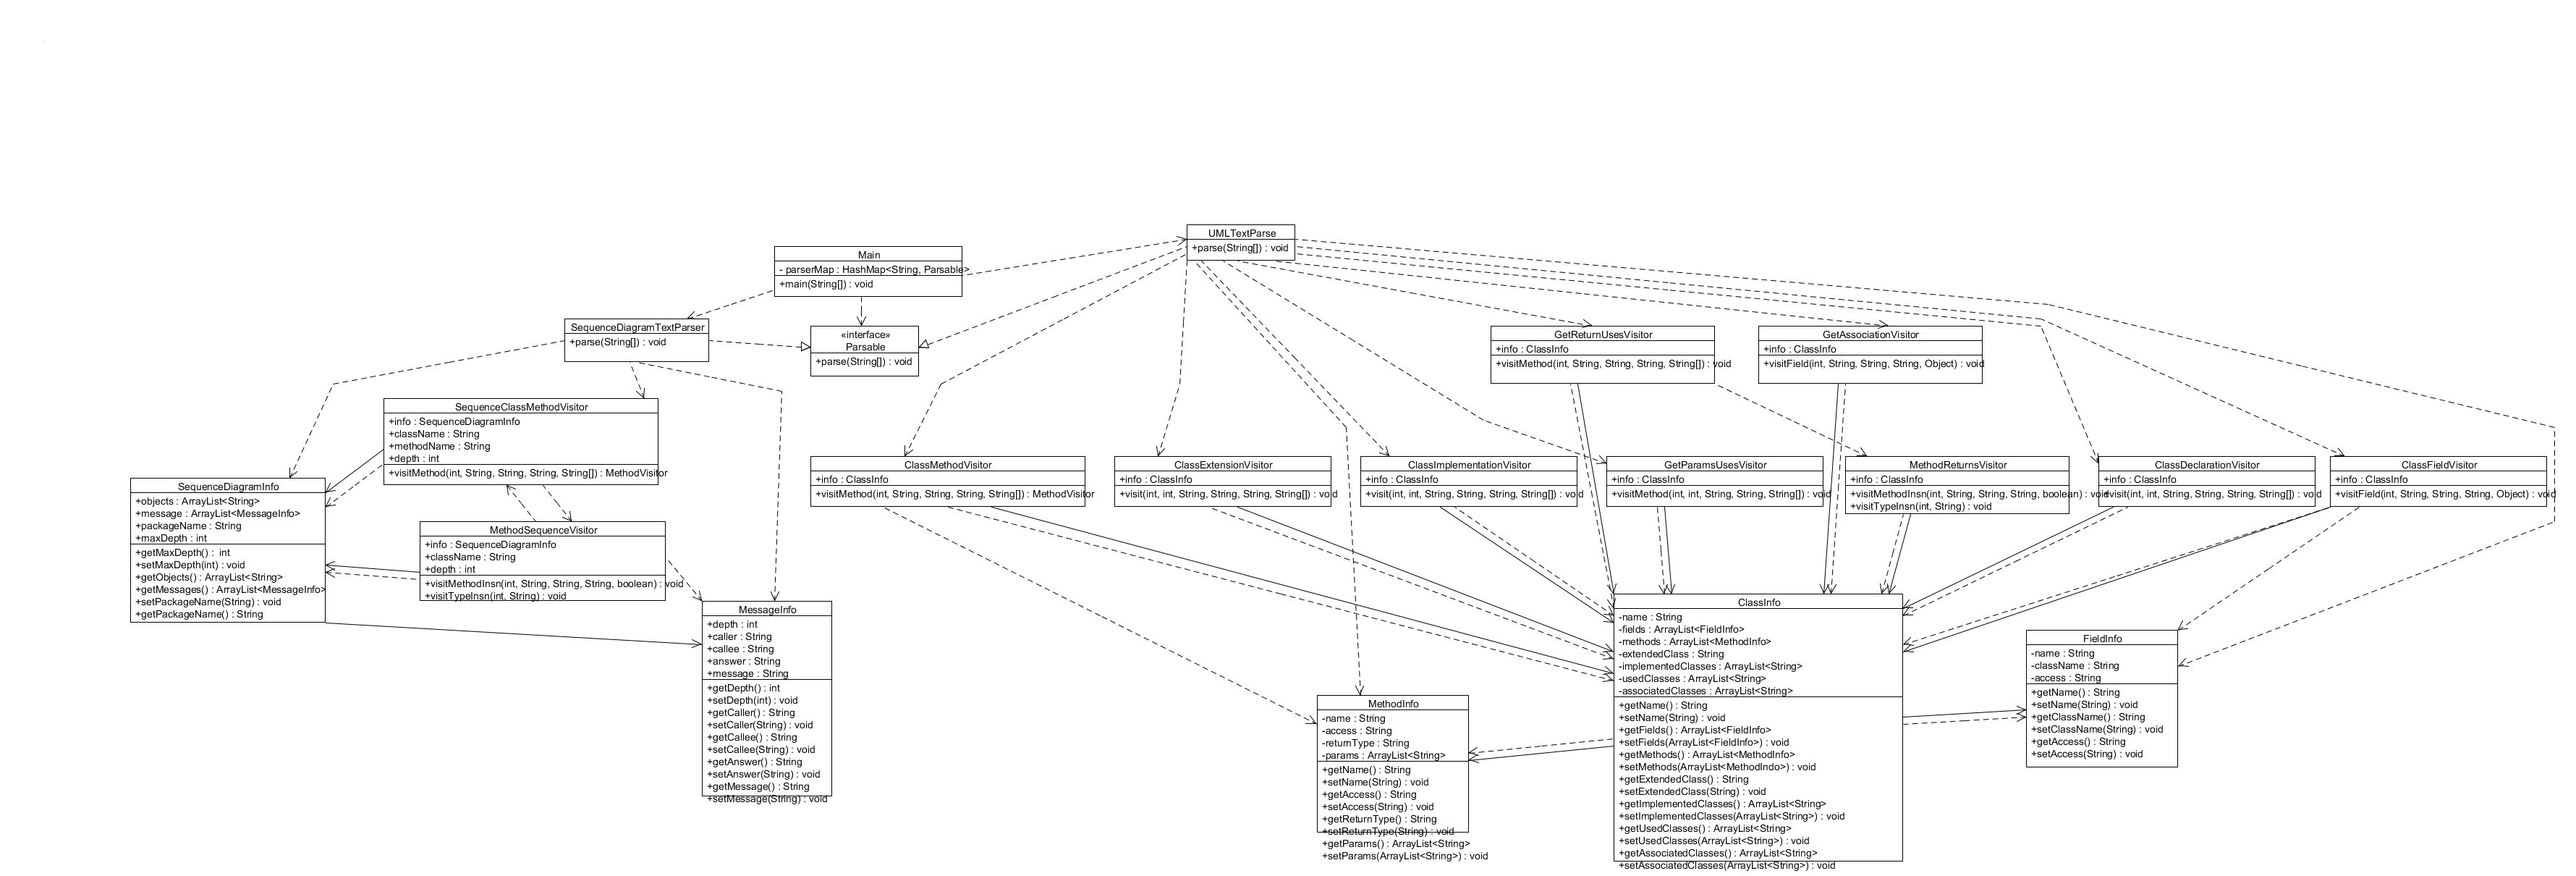 UMLTextParse
+parse(String[]) : void
Main
- parserMap : HashMap<String, Parsable>
+main(String[]) : void
SequenceDiagramTextParser
+parse(String[]) : void
«interface»
Parsable
+parse(String[]) : void
GetReturnUsesVisitor
+info : ClassInfo
+visitMethod(int, String, String, String, String[]) : void
GetAssociationVisitor
+info : ClassInfo
+visitField(int, String, String, String, Object) : void
SequenceClassMethodVisitor
+info : SequenceDiagramInfo
+className : String
+methodName : String
+depth : int
+visitMethod(int, String, String, String, String[]) : MethodVisitor
ClassMethodVisitor
+info : ClassInfo
+visitMethod(int, String, String, String, String[]) : MethodVisitor
ClassExtensionVisitor
+info : ClassInfo
+visit(int, int, String, String, String, String[]) : void
ClassImplementationVisitor
+info : ClassInfo
+visit(int, int, String, String, String, String[]) : void
GetParamsUsesVisitor
+info : ClassInfo
+visitMethod(int, int, String, String, String[]) : void
MethodReturnsVisitor
+info : ClassInfo
+visitMethodInsn(int, String, String, String, boolean) : void
+visitTypeInsn(int, String) : void
ClassDeclarationVisitor
+info : ClassInfo
+visit(int, int, String, String, String, String[]) : void
ClassFieldVisitor
+info : ClassInfo
+visitField(int, String, String, String, Object) : void
SequenceDiagramInfo
+objects : ArrayList<String>
+message : ArrayList<MessageInfo>
+packageName : String
+maxDepth : int
+getMaxDepth() : int
+setMaxDepth(int) : void
+getObjects() : ArrayList<String>
+getMessages() : ArrayList<MessageInfo>
+setPackageName(String) : void
+getPackageName() : String
MethodSequenceVisitor
+info : SequenceDiagramInfo
+className : String
+depth : int
+visitMethodInsn(int, String, String, String, boolean) : void
+visitTypeInsn(int, String) : void
MessageInfo
+depth : int
+caller : String
+callee : String
+answer : String
+message : String
+getDepth() : int
+setDepth(int) : void
+getCaller() : String
+setCaller(String) : void
+getCallee() : String
+setCallee(String) : void
+getAnswer() : String
+setAnswer(String) : void
+getMessage() : String
+setMessage(String) : void
MethodInfo
-name : String
-access : String
-returnType : String
-params : ArrayList<String>
+getName() : String
+setName(String) : void
+getAccess() : String
+setAccess(String) : void
+getReturnType() : String
+setReturnType(String) : void
+getParams() : ArrayList<String>
+setParams(ArrayList<String>) : void
ClassInfo
-name : String
-fields : ArrayList<FieldInfo>
-methods : ArrayList<MethodInfo>
-extendedClass : String
-implementedClasses : ArrayList<String>
-usedClasses : ArrayList<String>
-associatedClasses : ArrayList<String>
+getName() : String
+setName(String) : void
+getFields() : ArrayList<FieldInfo>
+setFields(ArrayList<FieldInfo>) : void
+getMethods() : ArrayList<MethodInfo>
+setMethods(ArrayList<MethodIndo>) : void
+getExtendedClass() : String
+setExtendedClass(String) : void
+getImplementedClasses() : ArrayList<String>
+setImplementedClasses(ArrayList<String>) : void
+getUsedClasses() : ArrayList<String>
+setUsedClasses(ArrayList<String>) : void
+getAssociatedClasses() : ArrayList<String>
+setAssociatedClasses(ArrayList<String>) : void
FieldInfo
-name : String
-className : String
-access : String
+getName() : String
+setName(String) : void
+getClassName() : String
+setClassName(String) : void
+getAccess() : String
+setAccess(String) : void